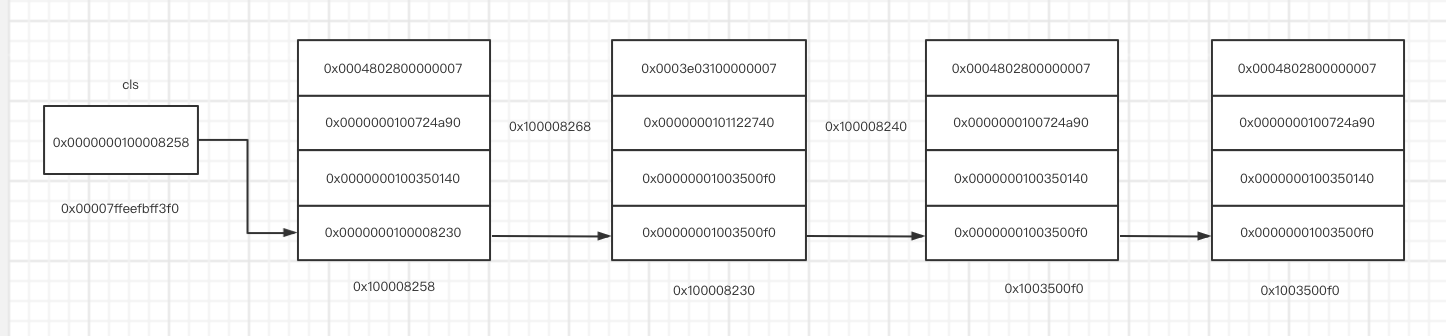 cls
0x0000000100008258
0x00007ffeefbff3f0
0x0004802800000007
0x0000000100724a90
0x0000000100350140
0x0000000100008230
0x100008258
0x100008268
0x0003e03100000007
0x0000000101122740
0x00000001003500f0
0x00000001003500f0
0x100008230
0x100008240
0x0004802800000007
0x0000000100724a90
0x0000000100350140
0x00000001003500f0
0x1003500f0
0x0004802800000007
0x0000000100724a90
0x0000000100350140
0x00000001003500f0
0x1003500f0